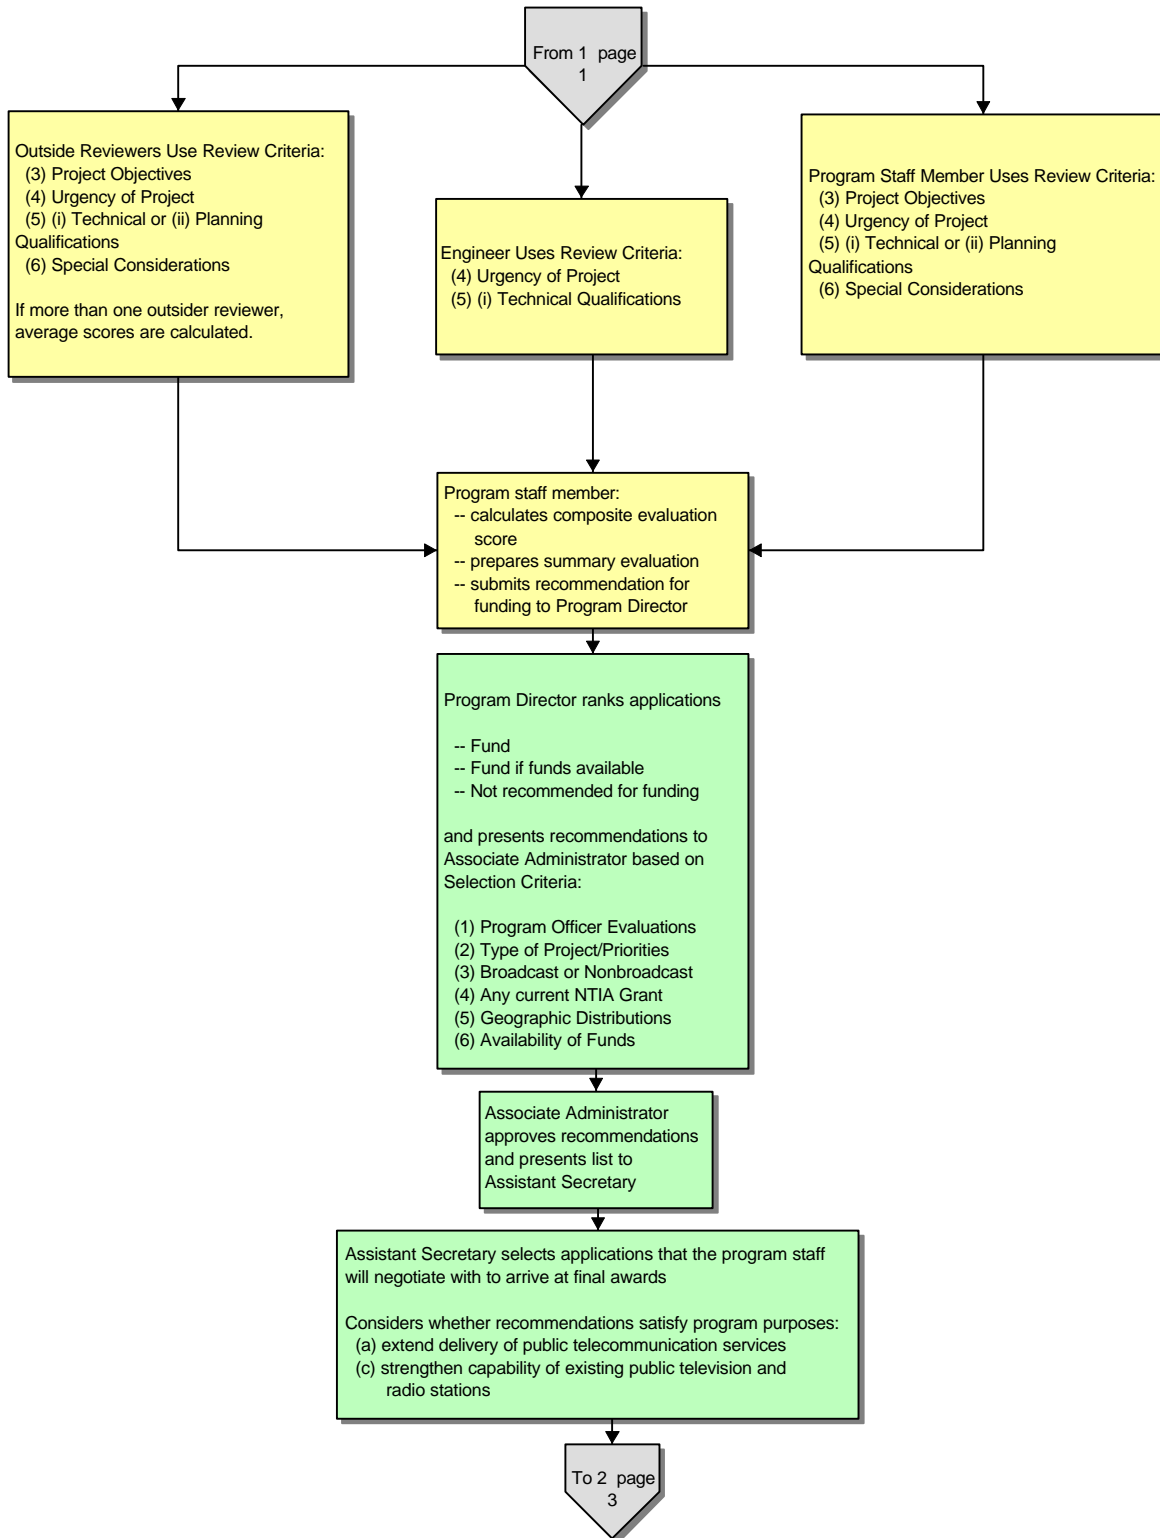 From 1 page
1
Outside Reviewers Use Review Criteria:
(3) Project Objectives
(4) Urgency of Project
(5) (i) Technical or (ii) Planning
Qualifications
(6) Special Considerations
If more than one outsider reviewer,
average scores are calculated.
Engineer Uses Review Criteria:
(4) Urgency of Project
(5) (i) Technical Qualifications
Program Staff Member Uses Review Criteria:
(3) Project Objectives
(4) Urgency of Project
(5) (i) Technical or (ii) Planning
Qualifications
(6) Special Considerations
Program staff member:
-- calculates composite evaluation
score
-- prepares summary evaluation
-- submits recommendation for
funding to Program Director
Program Director ranks applications
-- Fund
-- Fund if funds available
-- Not recommended for funding
and presents recommendations to
Associate Administrator based on
Selection Criteria:
(1) Program Officer Evaluations
(2) Type of Project/Priorities
(3) Broadcast or Nonbroadcast
(4) Any current NTIA Grant
(5) Geographic Distributions
(6) Availability of Funds
Associate Administrator
approves recommendations
and presents list to
Assistant Secretary
Assistant Secretary selects applications that the program staff
will negotiate with to arrive at final awards
Considers whether recommendations satisfy program purposes:
(a) extend delivery of public telecommunication services
(c) strengthen capability of existing public television and
radio stations
To 2 page
3